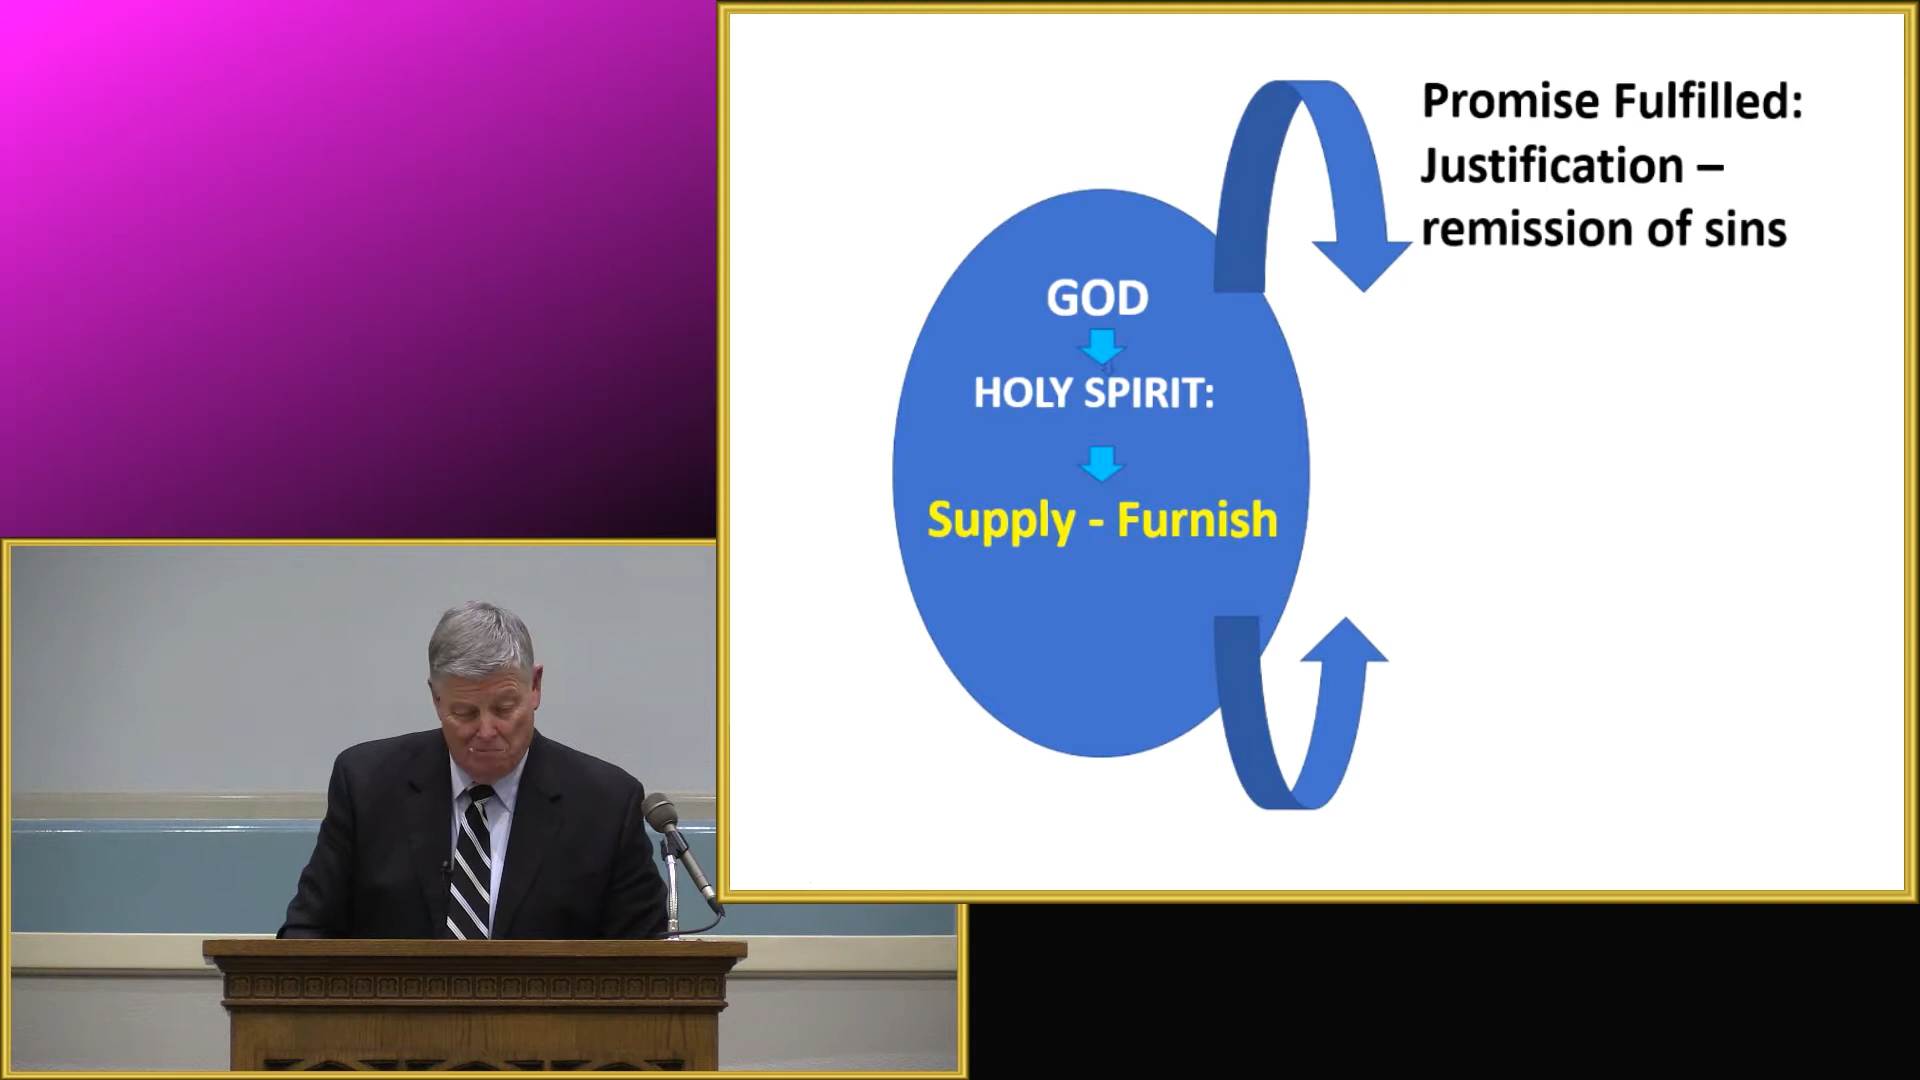 GOD
HOLY SPIRIT:
Supply - Furnish
Promise Fulfilled:
Justification –
remission of sins